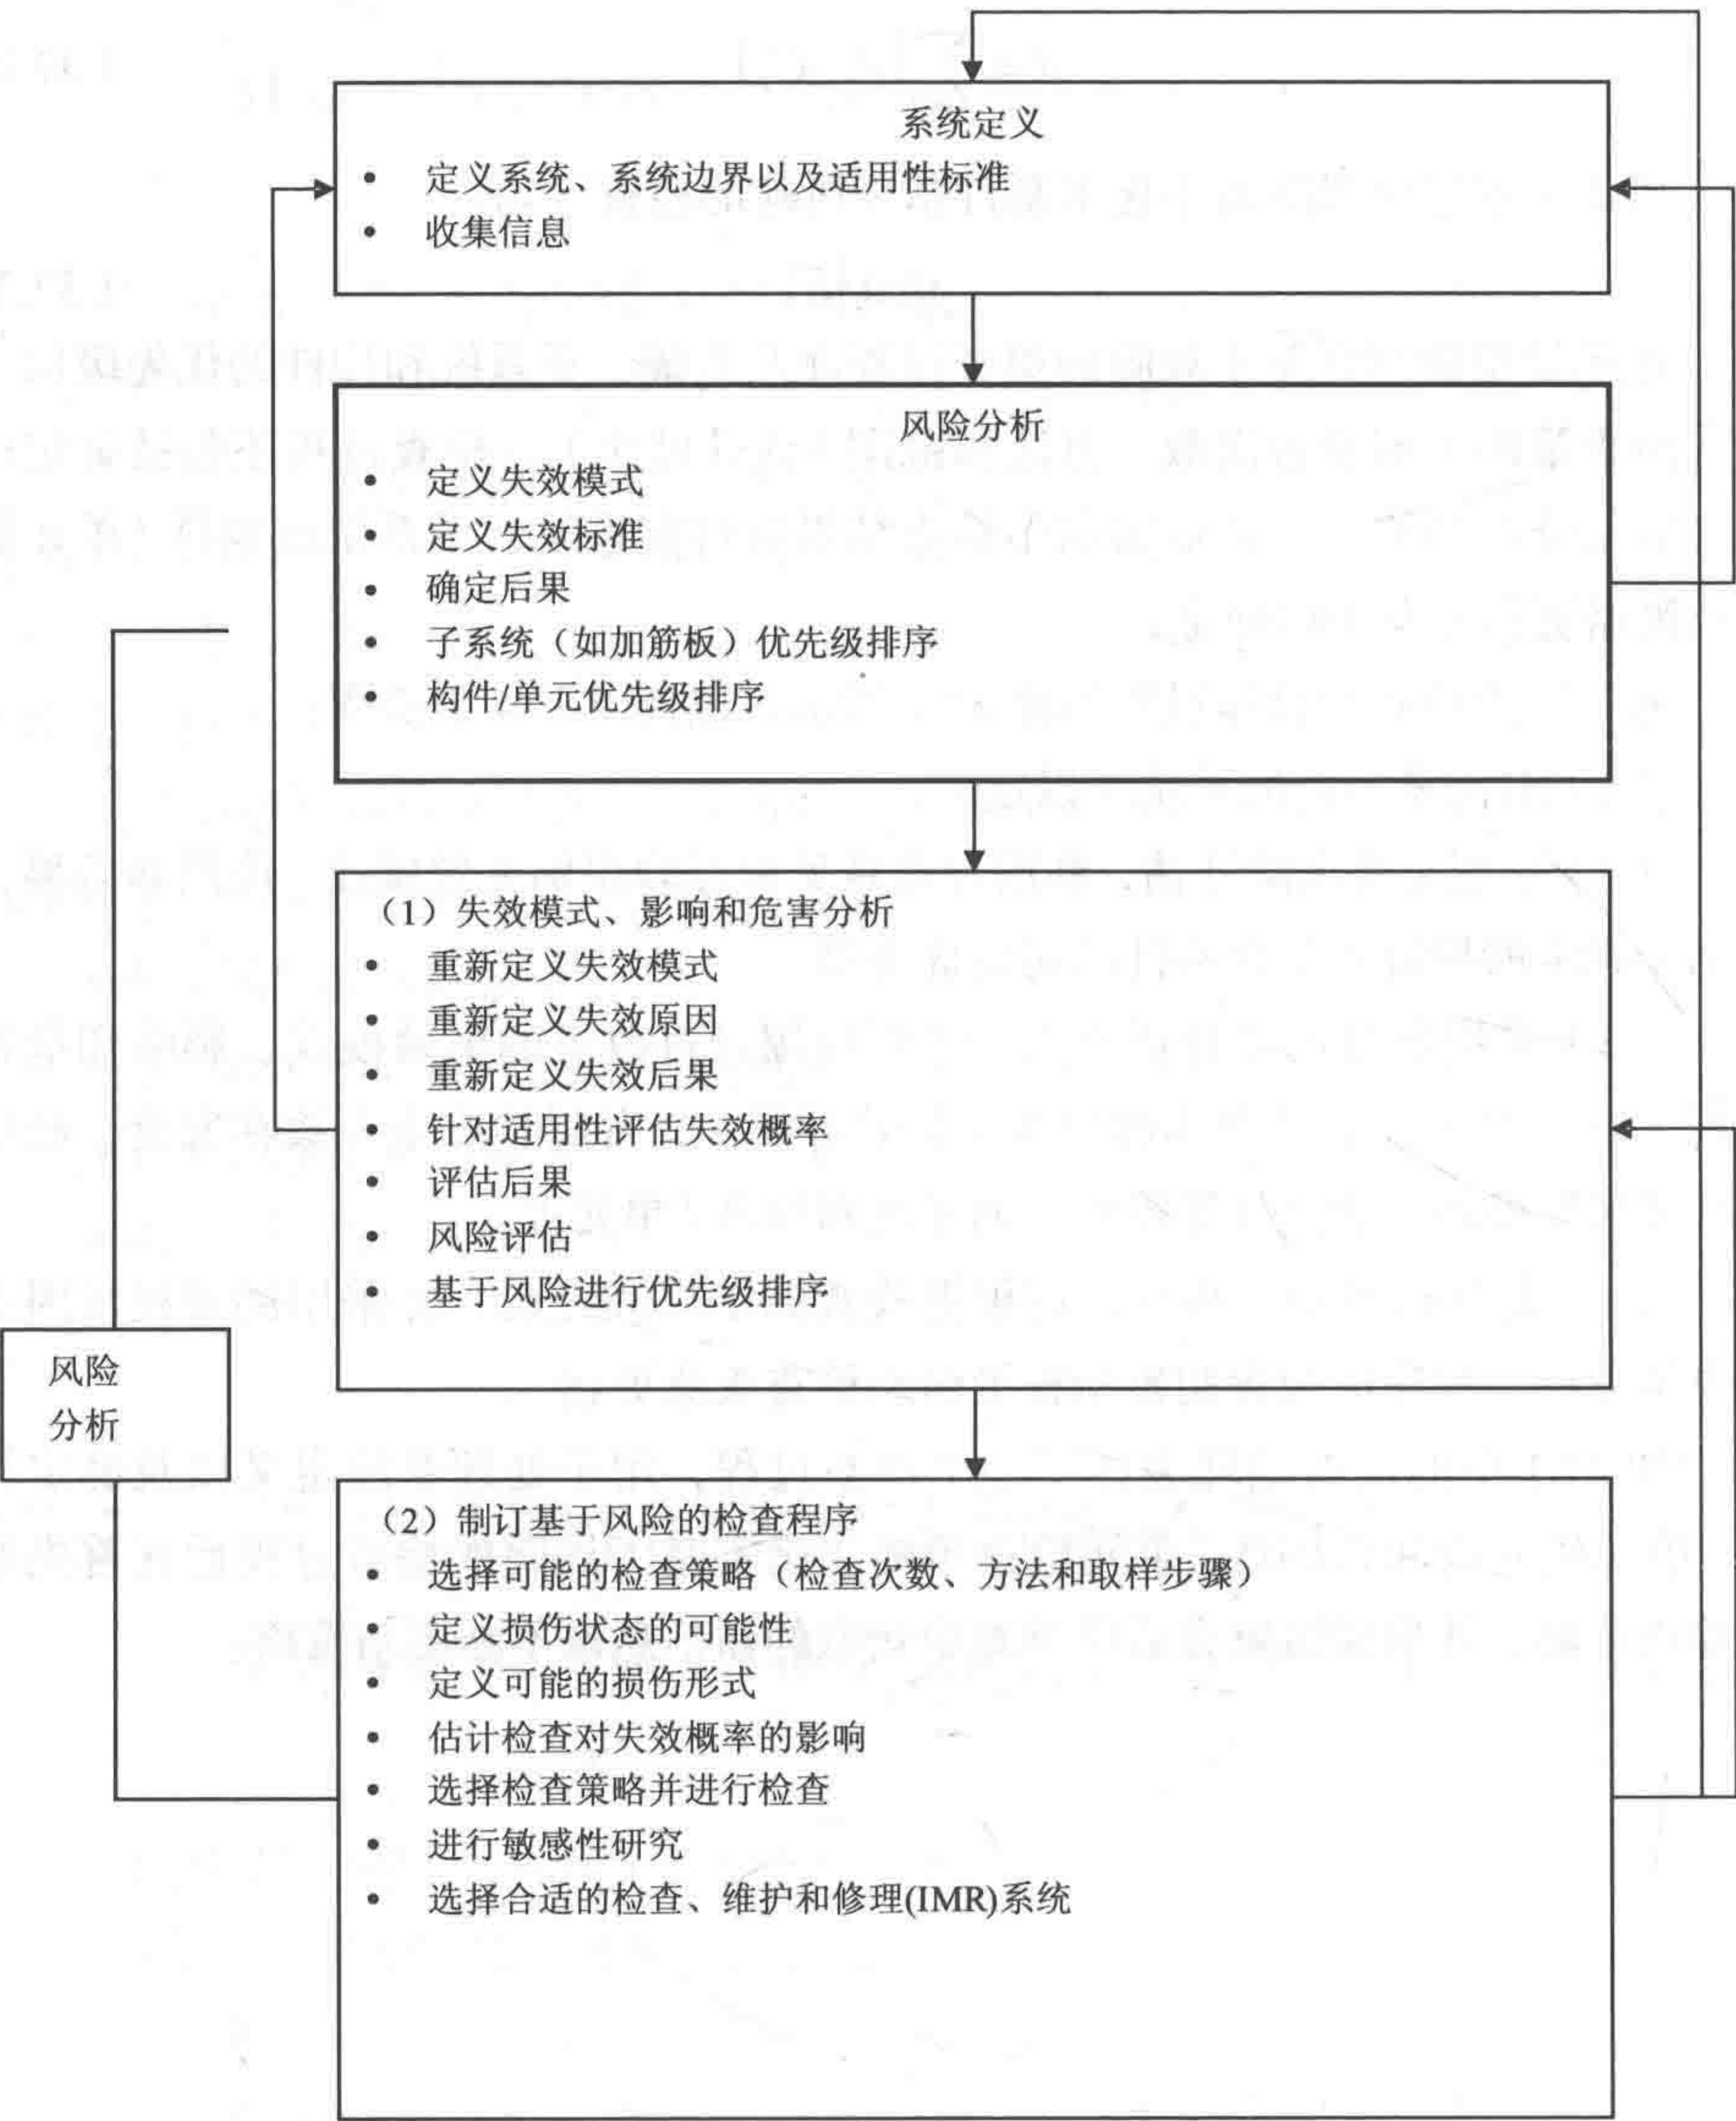 系统定义
• 定义系统、系统边界以及适用性标准
• 收集信息
风险分析
• 定义失效模式
• 定义失效标准
• 确定后果
• 子系统（如加筋板）优先级排序
• 构件/单元优先级排序
（1）失效模式、影响和危害分析
• 重新定义失效模式
• 重新定义失效原因
• 重新定义失效后果
• 针对适用性评估失效概率
• 评估后果
• 风险评估
• 基于风险进行优先级排序
风险
分析
（2）制订基于风险的检查程序
• 选择可能的检查策略（检查次数、方法和取样步骤）
• 定义损伤状态的可能性
• 定义可能的损伤形式
• 估计检查对失效概率的影响
• 选择检查策略并进行检查
• 进行敏感性研究
• 选择合适的检查、维护和修理(IMR)系统